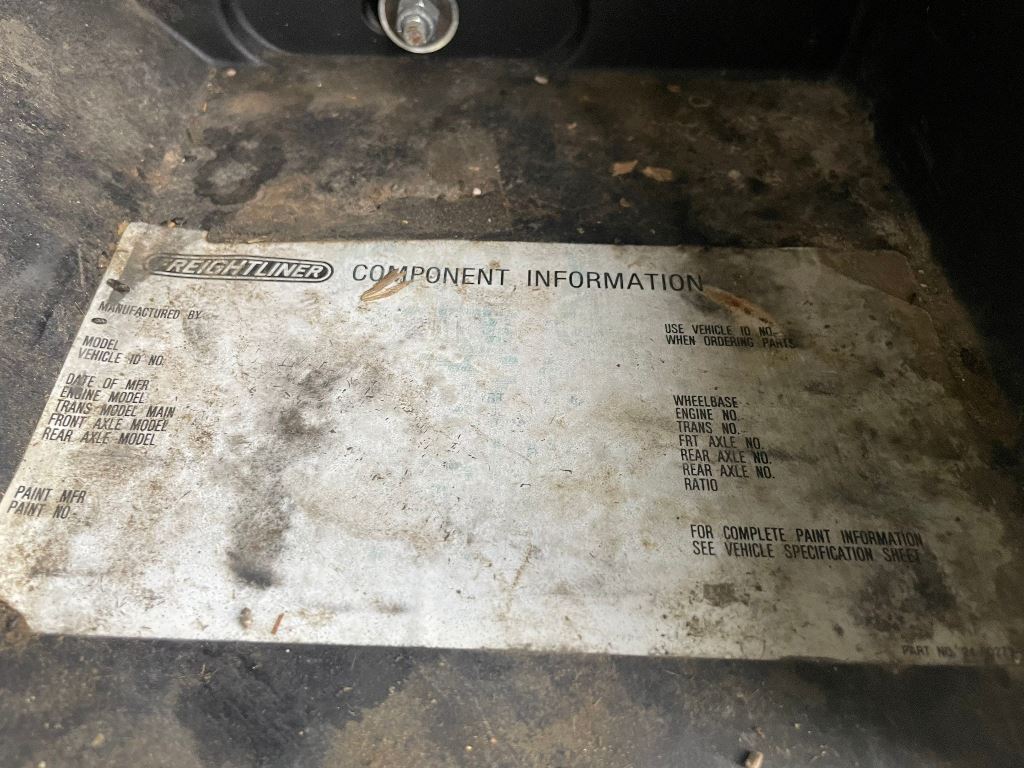 FREIGHTLINER COMPONENT INFORMATION
MANUFACTURED BY
USE VEHICLE ID NO.
WHEN ORDERING PARTS
MODEL
VEHICLE ID NO.
DATE OF MFR
ENGINE MODEL
TRANS MODEL MAIN
FRONT AXLE MODEL
REAR AXLE MODEL
WHEELBASE
ENGINE NO.
TRANS NO.
FRT AXLE NO.
REAR AXLE NO.
REAR AXLE NO.
RATIO
PAINT MFR
PAINT NO.
FOR COMPLETE PAINT INFORMATION
SEE VEHICLE SPECIFICATION SHEET
PART NO.